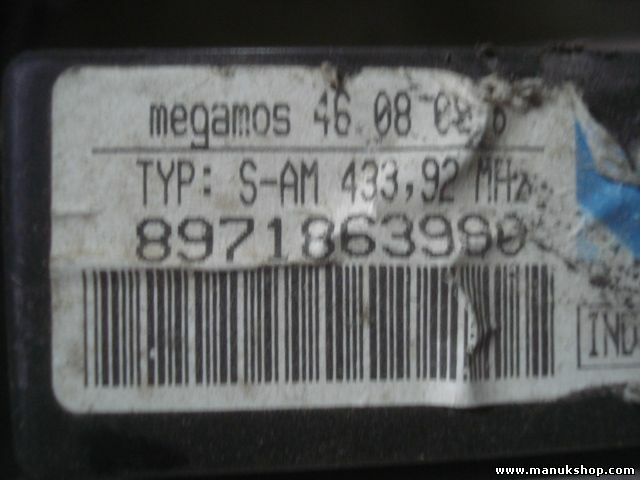 megamos 46 08
TYP: S-AM 433,92 MHz
8971863990
IND
www.manukshop.com